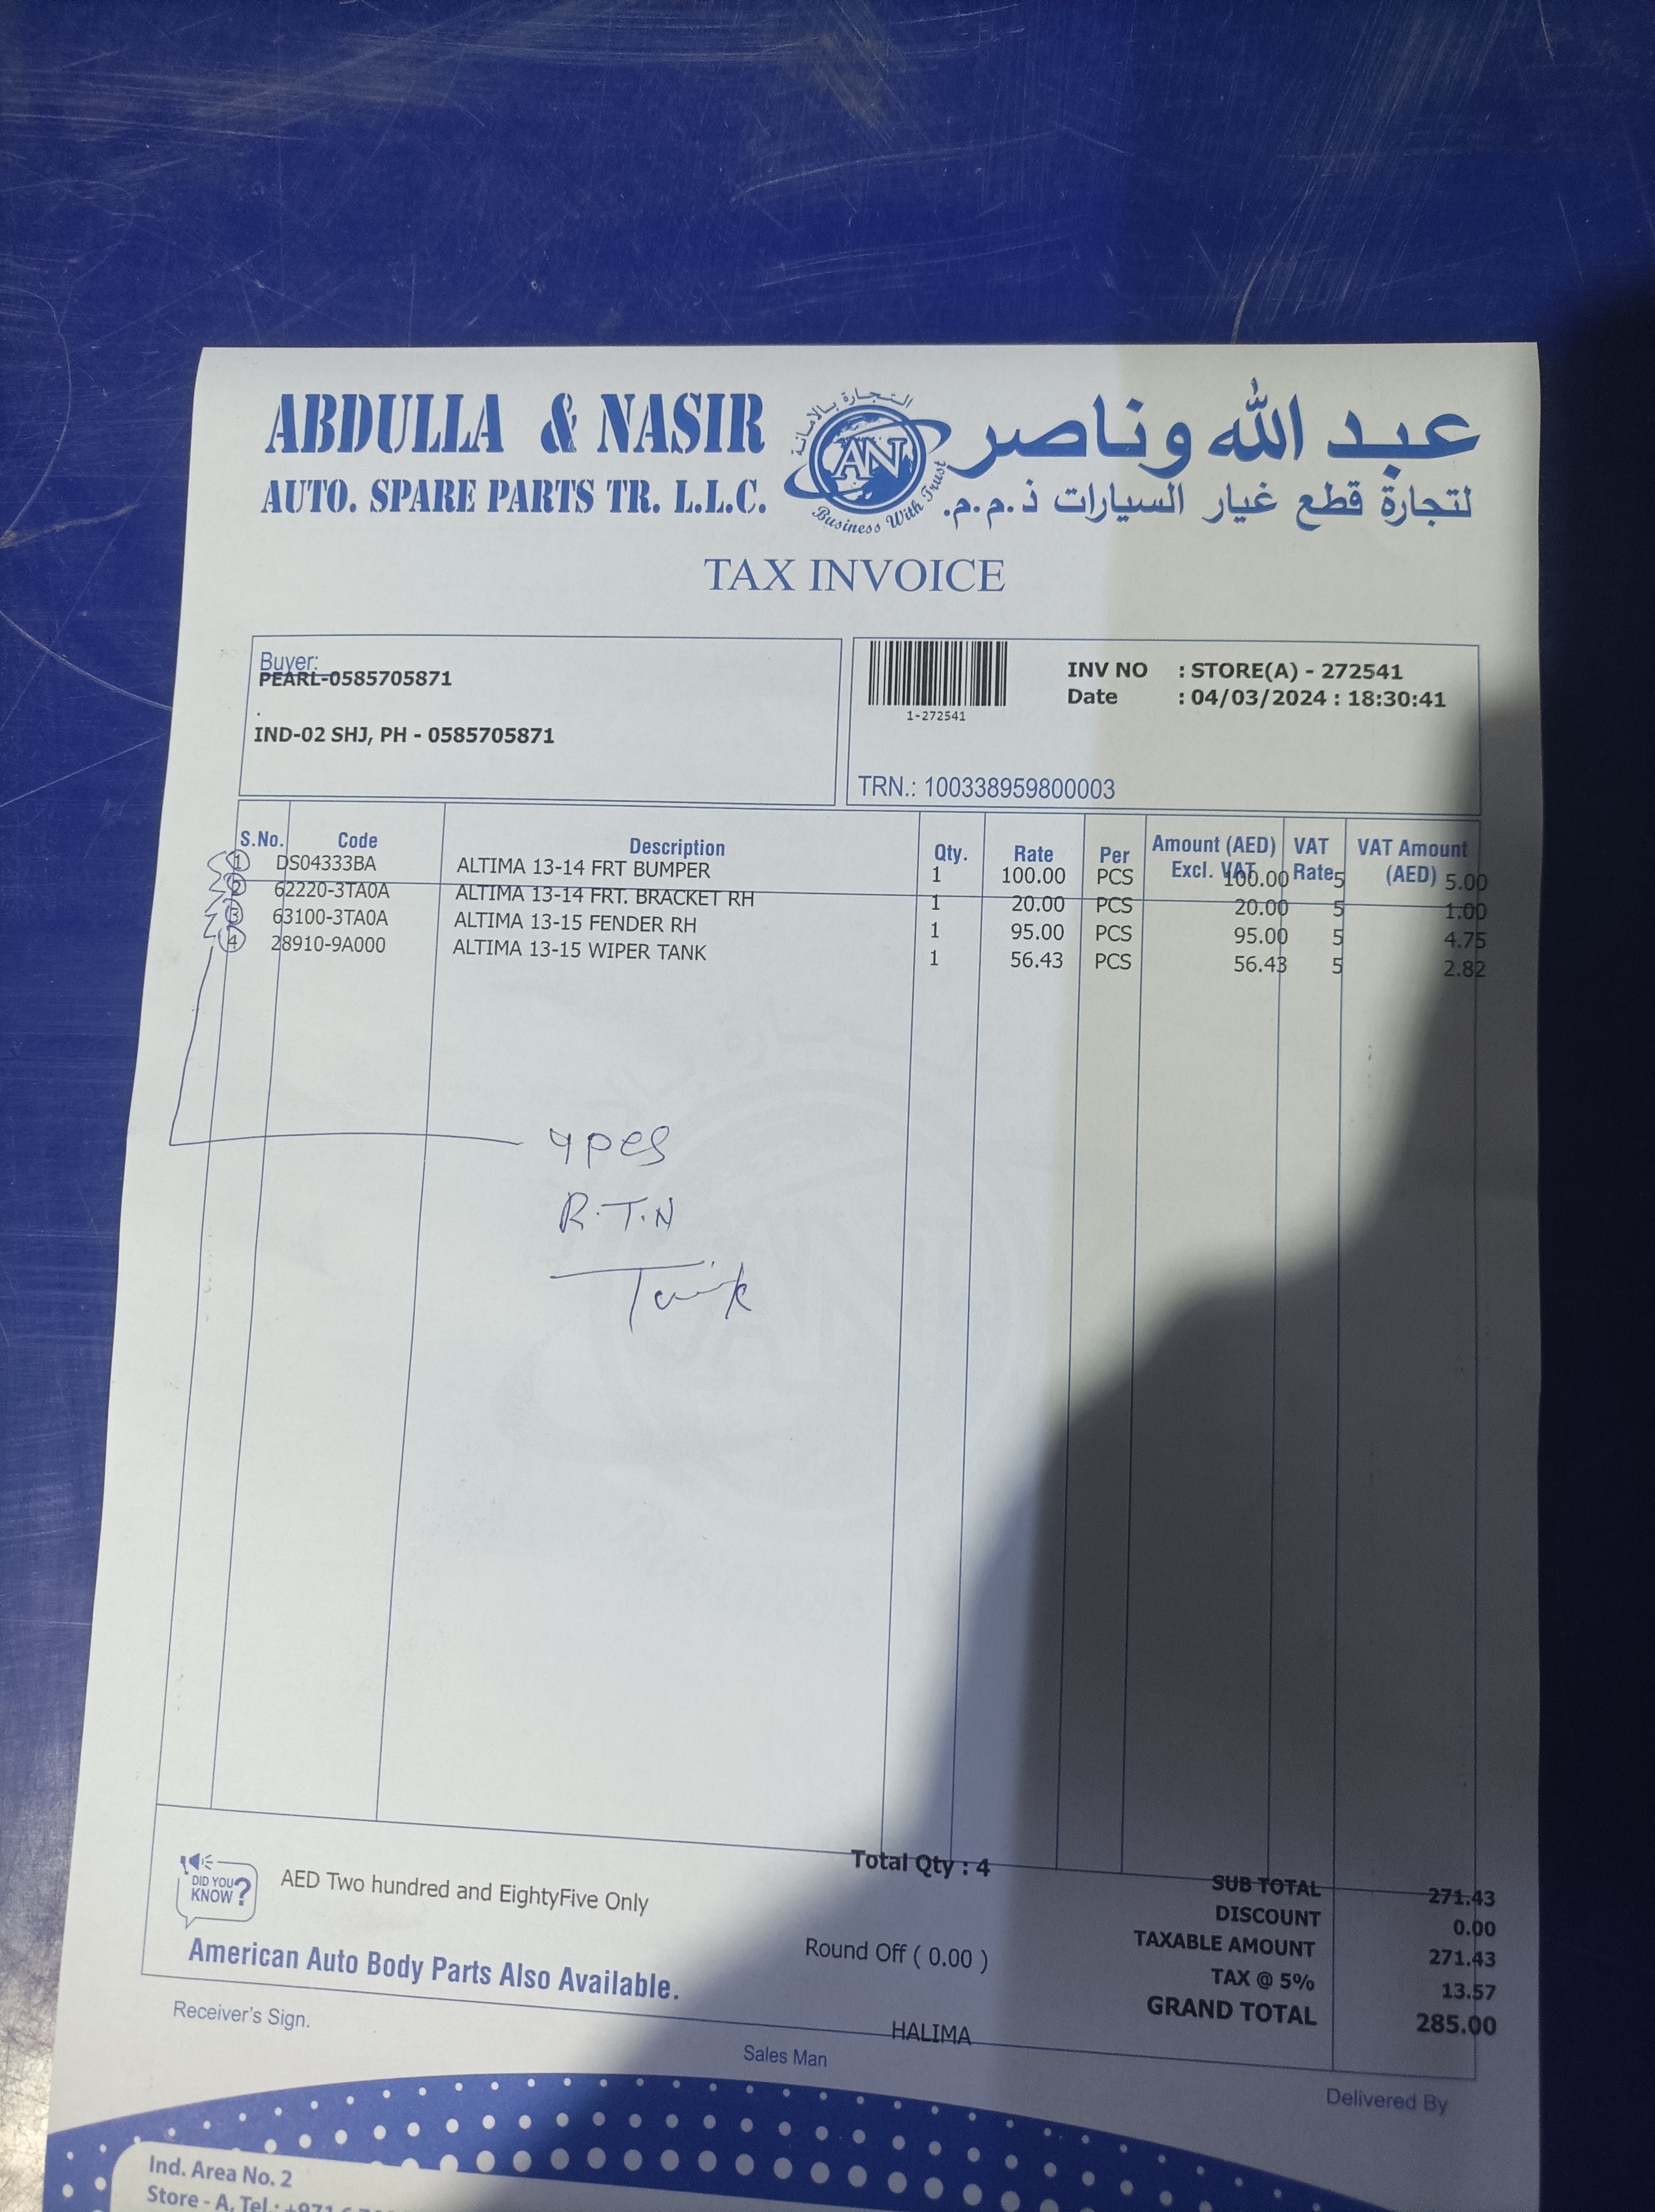 ABDULLA & NASIR
AUTO. SPARE PARTS TR. L.L.C.
التجارة بالأمانة
AN
Business With Trust
عبد الله وناصر
لتجارة قطع غيار السيارات ذ.م.م.
TAX INVOICE
Buyer:
PEARL-0585705871
.
IND-02 SHJ, PH - 0585705871
1-272541
INV NO : STORE(A) - 272541
Date : 04/03/2024 : 18:30:41
TRN.: 100338959800003
S.No. Code Description Qty. Rate Per Amount (AED) Excl. VAT VAT Rate VAT Amount (AED)
1 DS04333BA ALTIMA 13-14 FRT BUMPER 1 100.00 PCS 100.00 5 5.00
2 62220-3TA0A ALTIMA 13-14 FRT. BRACKET RH 1 20.00 PCS 20.00 5 1.00
3 63100-3TA0A ALTIMA 13-15 FENDER RH 1 95.00 PCS 95.00 5 4.75
4 28910-9A000 ALTIMA 13-15 WIPER TANK 1 56.43 PCS 56.43 5 2.82
4 pes
R.T.N
Tank
Total Qty : 4
DID YOU KNOW?
AED Two hundred and EightyFive Only
American Auto Body Parts Also Available.
Round Off ( 0.00 )
SUB TOTAL 271.43
DISCOUNT 0.00
TAXABLE AMOUNT 271.43
TAX @ 5% 13.57
GRAND TOTAL 285.00
Receiver's Sign.
HALIMA
Sales Man
Delivered By
Ind. Area No. 2
Store - A, Tel.: +971 6